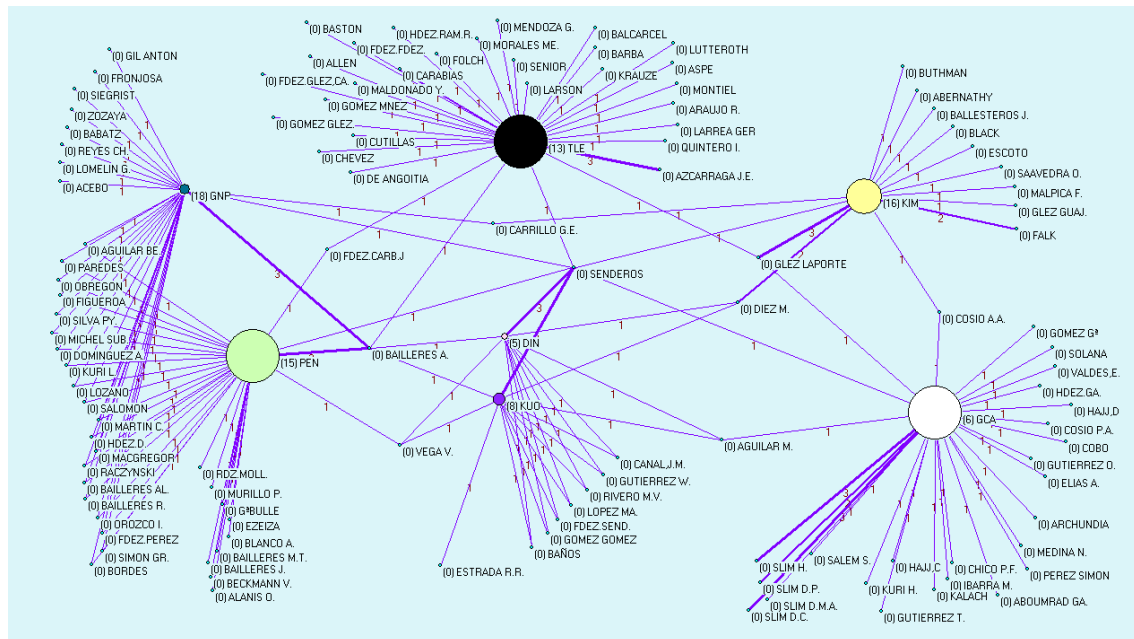 (0) BASTON
(0) MENDOZA G.
(0) HDEZ.RAM.R.
(0) BALCARCEL
(0) FDEZ.FDEZ.
(0) MORALES ME.
(0) LUTTEROTH
(0) GIL ANTON
(0) BARBA
(0) ALLEN
(0) FOLCH
(0) SENIOR
(0) ASPE
(0) FRONJOSA
(0) CARABIAS
(0) KRAUZE
(0) BUTHMAN
(0) FDEZ.GLEZ,CA.
(0) MALDONADO Y.
(0) LARSON
(0) MONTIEL
(0) SIEGRIST
(0) ABERNATHY
(0) GOMEZ MNEZ
(0) ARAUJO R.
(0) ZOZAYA
(0) BALLESTEROS J.
(0) GOMEZ GLEZ.
(0) LARREA GER
(0) BABATZ
(0) BLACK
(0) CUTILLAS
(0) QUINTERO I.
(0) REYES CH.
(13) TLE
(0) ESCOTO
(0) CHEVEZ
(0) LOMELIN G.
(0) SAAVEDRA O.
(0) DE ANGOITIA
(0) AZCARRAGA J.E.
(0) ACEBO
(18) GNP
(16) KIM
(0) MALPICA F.
(0) GLEZ GUAJ.
(0) CARRILLO G.E.
(0) FALK
(0) AGUILAR BE.
(0) FDEZ.CARB.J
(0) GLEZ LAPORTE
(0) PAREDES
(0) SENDEROS
(0) OBREGON
(0) FIGUEROA
(0) DIEZ M.
(0) SILVA PY
(0) COSIO A.A.
(0) MICHEL SUB.
(5) DIN
(0) GOMEZ Gª
(0) DOMINGUEZ A.
(15) PEN
(0) BAILLERES A.
(0) SOLANA
(0) KURI L.
(0) VALDES,E.
(0) LOZANO
(0) HDEZ.GA.
(0) SALOMON
(8) KUO
(6) GCA
(0) HAJJ,D
(0) MARTIN C.
(0) COSIO P.A.
(0) HDEZ.D.
(0) VEGA V.
(0) AGUILAR M.
(0) COBO
(0) MACGREGOR
(0) CANAL,J.M.
(0) GUTIERREZ O.
(0) RACZYNSKI
(0) RDZ.MOLL.
(0) GUTIERREZ W.
(0) ELIAS A.
(0) BAILLERES AL.
(0) MURILLO P.
(0) RIVERO M.V.
(0) BAILLERES R.
(0) GªBULLE
(0) LOPEZ MA.
(0) OROZCO I.
(0) EZEIZA
(0) FDEZ.SEND.
(0) ARCHUNDIA
(0) FDEZ.PEREZ
(0) BLANCO A.
(0) GOMEZ GOMEZ
(0) SIMON GR.
(0) BAILLERES M.T.
(0) BAÑOS
(0) MEDINA N.
(0) BORDES
(0) BAILLERES J.
(0) ESTRADA R.R.
(0) SLIM H.
(0) SALEM S.
(0) HAJJ,C
(0) CHICO P.F.
(0) PEREZ SIMON
(0) BECKMANN V.
(0) SLIM D.P.
(0) KURI H.
(0) IBARRA M.
(0) ALANIS O.
(0) KALACH
(0) ABOUMRAD GA.
(0) SLIM D.M.A.
(0) SLIM D.C.
(0) GUTIERREZ T.